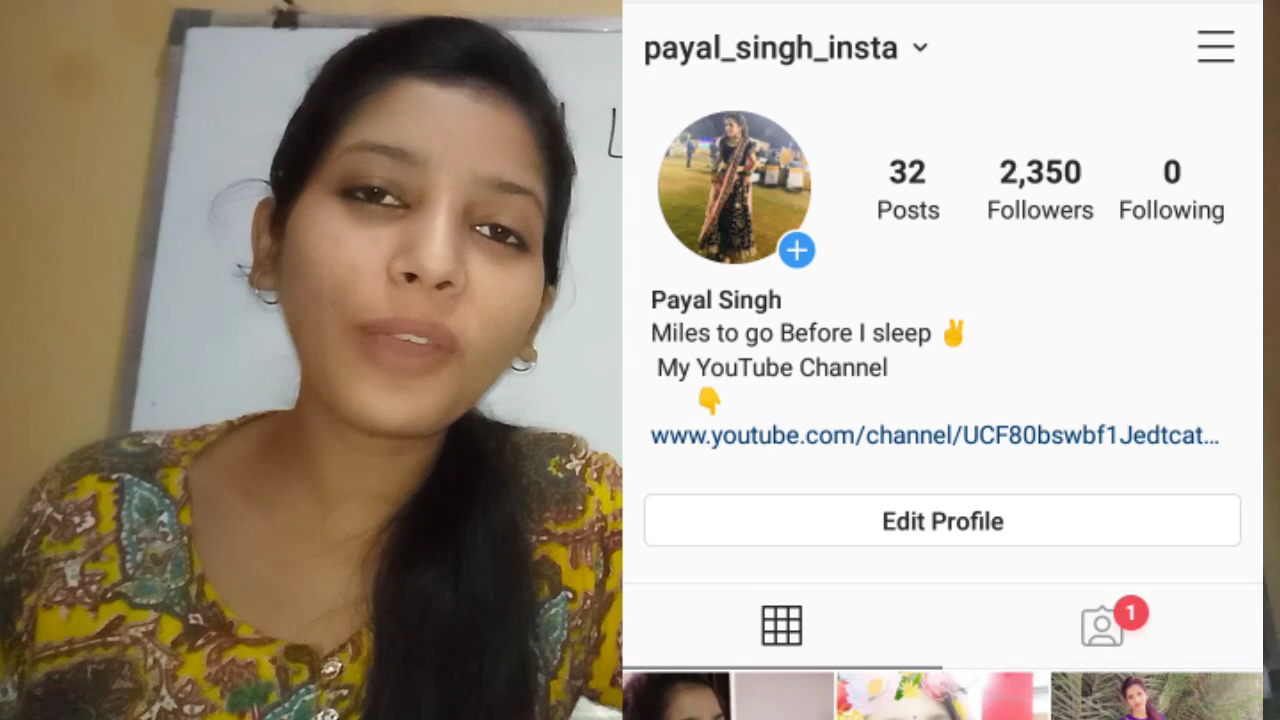 payal_singh_insta
32
2,350
0
Posts
Followers
Following
Payal Singh
Miles to go Before I sleep ✌
My YouTube Channel
👇
www.youtube.com/channel/UCF80bswbf1Jedtcat...
Edit Profile
1